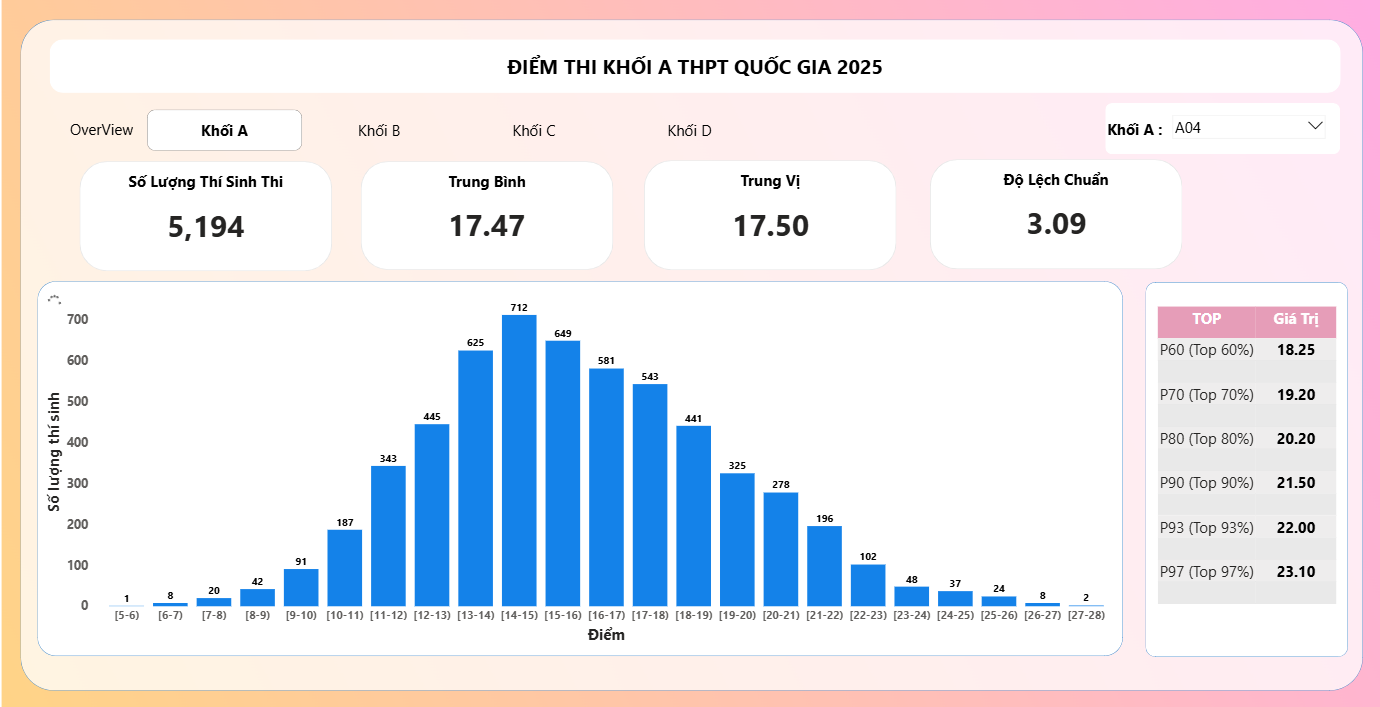 ĐIỂM THI KHỐI A THPT QUỐC GIA 2025
OverView Khối A Khối B Khối C Khối D
Khối A : A04
Số Lượng Thí Sinh Thi
5,194
Trung Bình
17.47
Trung Vị
17.50
Độ Lệch Chuẩn
3.09
Số lượng thí sinh
700
600
500
400
300
200
100
0
1 8 20 42 91 187 343 445 625 712 649 581 543 441 325 278 196 102 48 37 24 8 2
[5-6) [6-7) [7-8) [8-9) [9-10) [10-11) [11-12) [12-13) [13-14) [14-15) [15-16) [16-17) [17-18) [18-19) [19-20) [20-21) [21-22) [22-23) [23-24) [24-25) [25-26) [26-27) [27-28)
Điểm
TOP Giá Trị
P60 (Top 60%) 18.25
P70 (Top 70%) 19.20
P80 (Top 80%) 20.20
P90 (Top 90%) 21.50
P93 (Top 93%) 22.00
P97 (Top 97%) 23.10